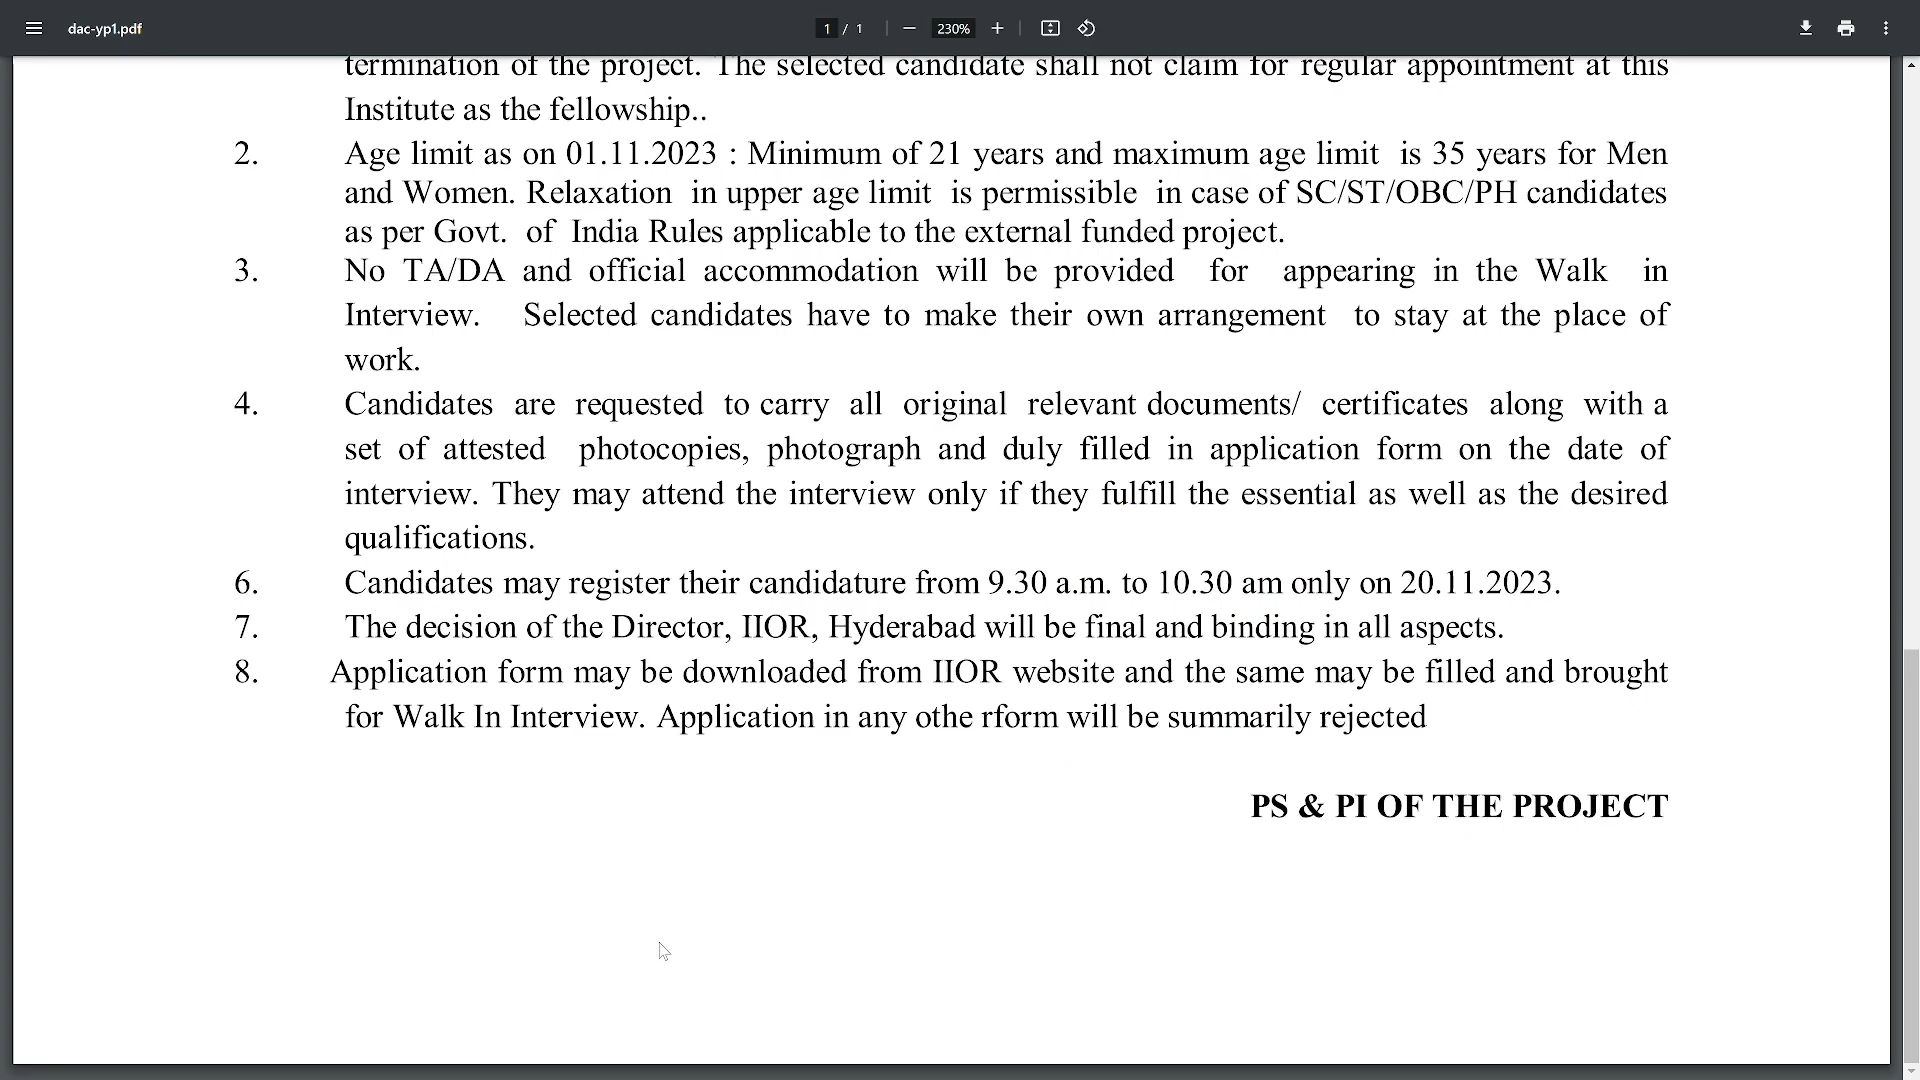 dac-yp1.pdf
1 / 1
230%
termination of the project. The selected candidate shall not claim for regular appointment at this
Institute as the fellowship..
2. Age limit as on 01.11.2023 : Minimum of 21 years and maximum age limit is 35 years for Men
and Women. Relaxation in upper age limit is permissible in case of SC/ST/OBC/PH candidates
as per Govt. of India Rules applicable to the external funded project.
3. No TA/DA and official accommodation will be provided for appearing in the Walk in
Interview. Selected candidates have to make their own arrangement to stay at the place of
work.
4. Candidates are requested to carry all original relevant documents/ certificates along with a
set of attested photocopies, photograph and duly filled in application form on the date of
interview. They may attend the interview only if they fulfill the essential as well as the desired
qualifications.
6. Candidates may register their candidature from 9.30 a.m. to 10.30 am only on 20.11.2023.
7. The decision of the Director, IIOR, Hyderabad will be final and binding in all aspects.
8. Application form may be downloaded from IIOR website and the same may be filled and brought
for Walk In Interview. Application in any othe rform will be summarily rejected
PS & PI OF THE PROJECT